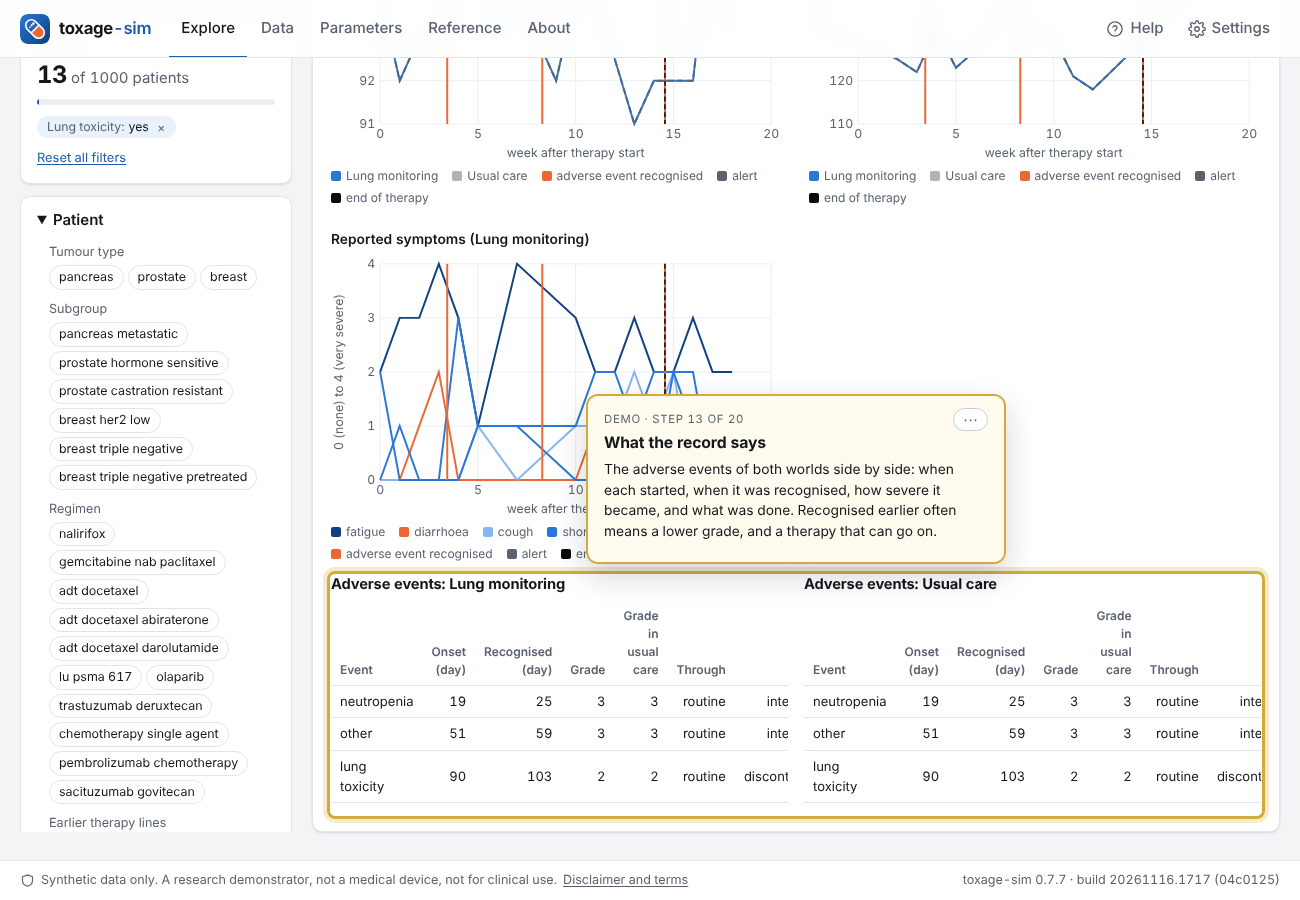 toxage-sim
Explore
Data
Parameters
Reference
About
Help
Settings
13 of 1000 patients
Lung toxicity: yes ×
Reset all filters
▼ Patient
Tumour type
pancreas prostate breast
Subgroup
pancreas metastatic
prostate hormone sensitive
prostate castration resistant
breast her2 low
breast triple negative
breast triple negative pretreated
Regimen
nalirifox
gemcitabine nab paclitaxel
adt docetaxel
adt docetaxel abiraterone
adt docetaxel darolutamide
lu psma 617 olaparib
trastuzumab deruxtecan
chemotherapy single agent
pembrolizumab chemotherapy
sacituzumab govitecan
Earlier therapy lines
92
91
0 5 10 15 20
week after therapy start
Lung monitoring Usual care adverse event recognised alert
end of therapy
120
110
0 5 10 15 20
week after therapy start
Lung monitoring Usual care adverse event recognised alert
end of therapy
Reported symptoms (Lung monitoring)
0 (none) to 4 (very severe)
4
3
2
1
0
0 5 10
week after the
fatigue diarrhoea cough shor
adverse event recognised alert
DEMO · STEP 13 OF 20
···
What the record says
The adverse events of both worlds side by side: when
each started, when it was recognised, how severe it
became, and what was done. Recognised earlier often
means a lower grade, and a therapy that can go on.
Adverse events: Lung monitoring
Event Onset (day) Recognised (day) Grade Grade in usual care Through
neutropenia 19 25 3 3 routine inte
other 51 59 3 3 routine inte
lung toxicity 90 103 2 2 routine discont
Adverse events: Usual care
Event Onset (day) Recognised (day) Grade Grade in usual care Through
neutropenia 19 25 3 3 routine inte
other 51 59 3 3 routine inte
lung toxicity 90 103 2 2 routine discont
Synthetic data only. A research demonstrator, not a medical device, not for clinical use. Disclaimer and terms
toxage-sim 0.7.7 · build 20261116.1717 (04c0125)